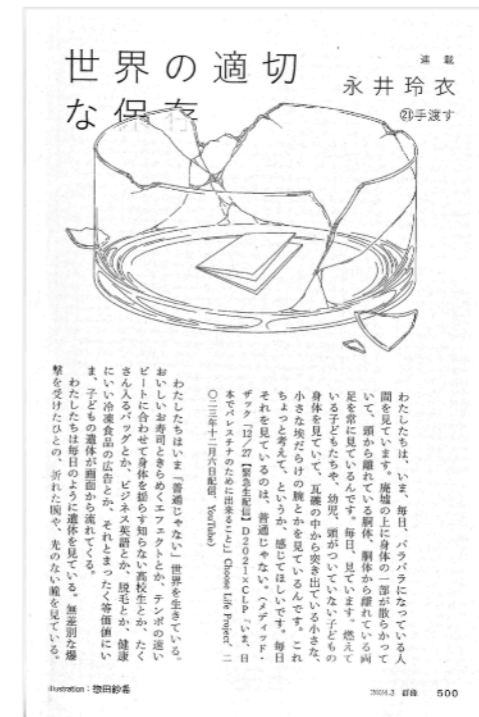 連載
永井玲衣
㉑手渡す
世界の適切
な保存
わたしたちは、いま、毎日、バラバラになっている人
間を見ています。廃墟の上に身体の一部が散らかって
いて、頭から離れている胴体、胴体から離れている両
足を常に見ているんです。毎日、見ています。燃えて
いる子どもたちや、幼児、頭がついていない子どもの
身体を見ていて、瓦礫の中から突き出ている小さな、
小さな埃だらけの腕とかを見ているんです。これ
ちょっと考えて、というか、感じてほしいです。毎日
それを見ているのは、普通じゃない。（メディッド・
ザック「12／27【緊急生配信】D2021×CLP『いま、日
本でパレスチナのために出来ること』」Choose Life Project、二
〇二三年十二月六日配信、YouTube）
わたしたちはいま「普通じゃない」世界を生きている。
おいしいお寿司ときらめくエフェクトとか、テンポの速い
ビートに合わせて身体を揺らす知らない高校生とか、たく
さん入るバッグとか、ビジネス英語とか、脱毛とか、健康
にいい冷凍食品の広告とか、それとまったく等価値にい
ま、子どもの遺体が画面から流れてくる。
わたしたちは毎日のように遺体を見ている。無差別な爆
撃を受けたひとの、折れた腕や、光のない瞳を見ている。
illustration：惣田紗希
2024.3 群像 500